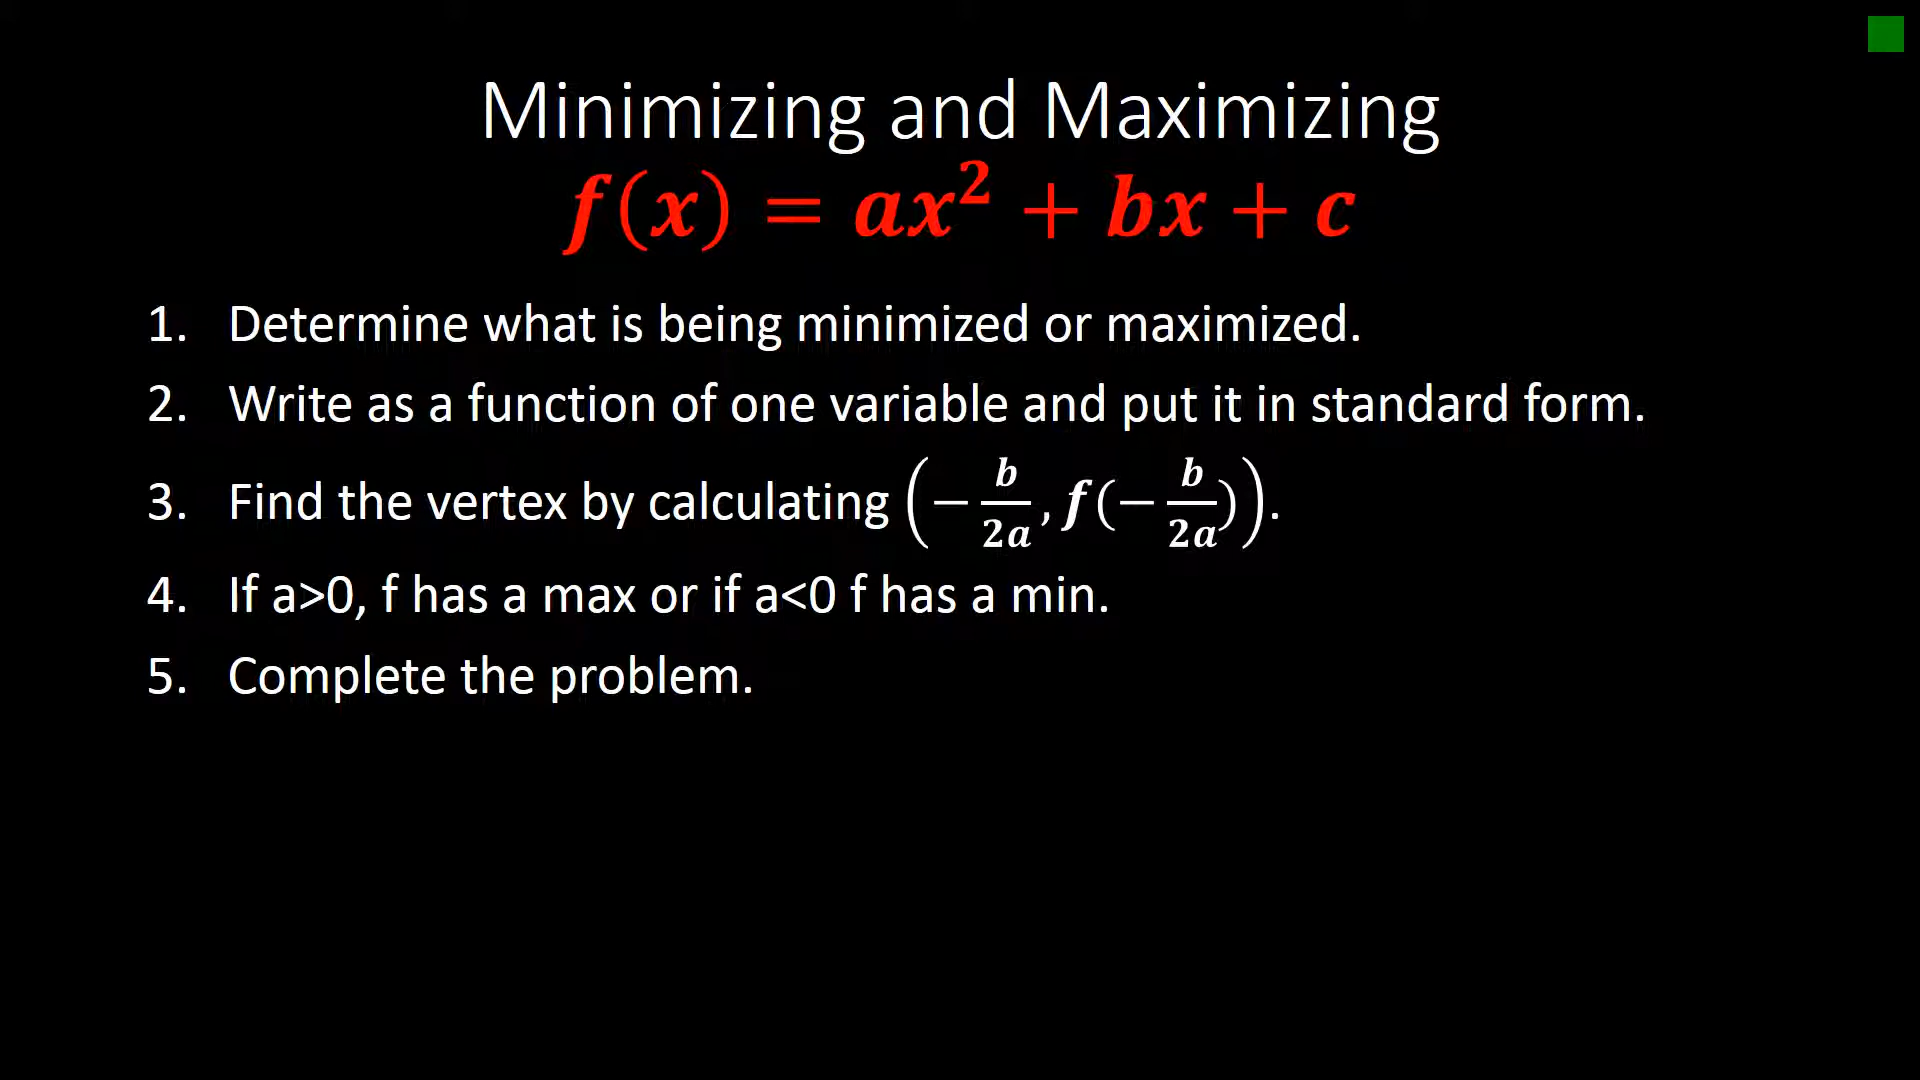 Minimizing and Maximizing
f(x) = ax² + bx + c
1. Determine what is being minimized or maximized.
2. Write as a function of one variable and put it in standard form.
3. Find the vertex by calculating (−b/2a, f(−b/2a)).
4. If a>0, f has a max or if a<0 f has a min.
5. Complete the problem.